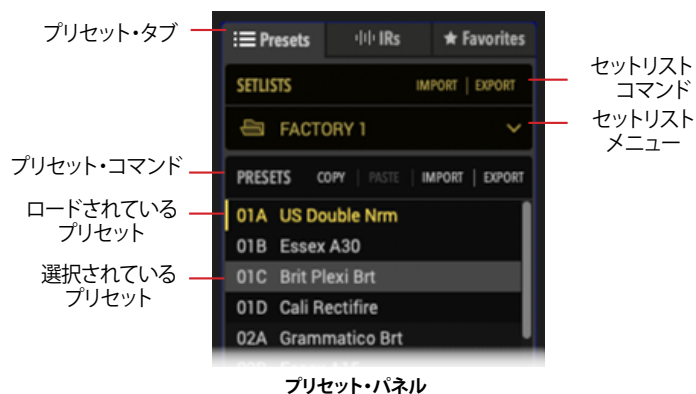 プリセット・タブ
Presets
IRs
★ Favorites
SETLISTS
IMPORT | EXPORT
セットリスト
コマンド
FACTORY 1
セットリスト
メニュー
プリセット・コマンド
PRESETS COPY | PASTE | IMPORT | EXPORT
ロードされている
プリセット
01A US Double Nrm
01B Essex A30
選択されている
プリセット
01C Brit Plexi Brt
01D Cali Rectifire
02A Grammatico Brt
プリセット・パネル